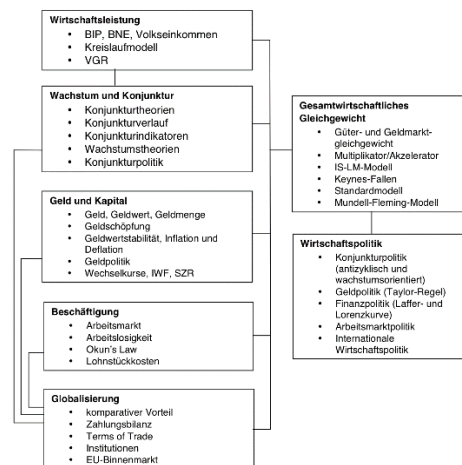 Wirtschaftsleistung
• BIP, BNE, Volkseinkommen
• Kreislaufmodell
• VGR
Wachstum und Konjunktur
• Konjunkturtheorien
• Konjunkturverlauf
• Konjunkturindikatoren
• Wachstumstheorien
• Konjunkturpolitik
Geld und Kapital
• Geld, Geldwert, Geldmenge
• Geldschöpfung
• Geldwertstabilität, Inflation und
Deflation
• Geldpolitik
• Wechselkurse, IWF, SZR
Beschäftigung
• Arbeitsmarkt
• Arbeitslosigkeit
• Okun´s Law
• Lohnstückkosten
Globalisierung
• komparativer Vorteil
• Zahlungsbilanz
• Terms of Trade
• Institutionen
• EU-Binnenmarkt
Gesamtwirtschaftliches
Gleichgewicht
• Güter- und Geldmarkt-
gleichgewicht
• Multiplikator/Akzelerator
• IS-LM-Modell
• Keynes-Fallen
• Standardmodell
• Mundell-Fleming-Modell
Wirtschaftspolitik
• Konjunkturpolitik
(antizyklisch und
wachstumsorientiert)
• Geldpolitik (Taylor-Regel)
• Finanzpolitik (Laffer- und
Lorenzkurve)
• Arbeitsmarktpolitik
• Internationale
Wirtschaftspolitik